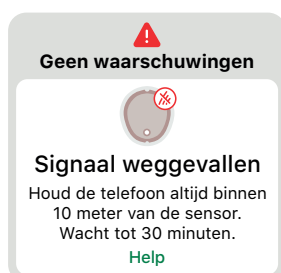 Geen waarschuwingen
Signaal weggevallen
Houd de telefoon altijd binnen
10 meter van de sensor.
Wacht tot 30 minuten.
Help